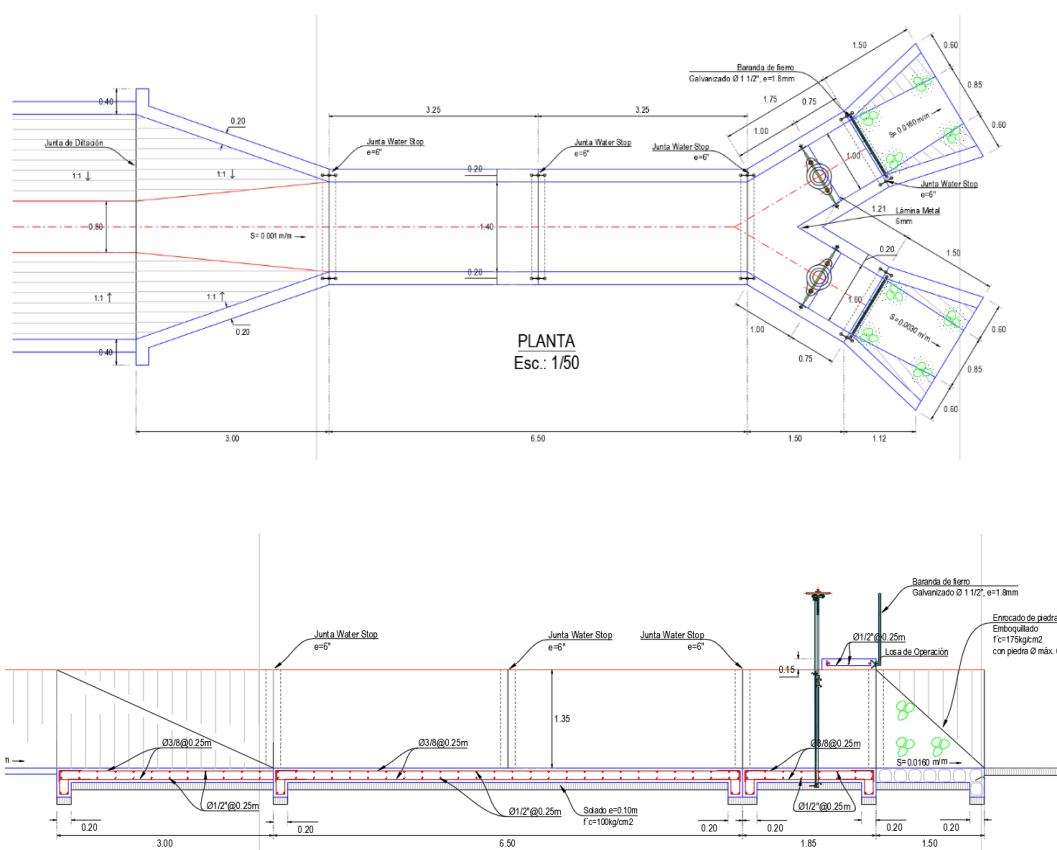 1.50
0.60
0.85
0.60
Baranda de fierro
Galvanizado Ø 1 1/2", e=1.8mm
1.75
0.75
1.00
S= 0.0160 m/m
1.00
0.40
0.20
3.25
3.25
Junta de Diltación
Junta Water Stop
e=6"
Junta Water Stop
e=6"
Junta Water Stop
e=6"
0.20
1:1
1:1
Junta Water Stop
e=6"
1.21
Lámina Metal
6mm
0.80
S= 0.001 m/m
1.40
0.20
1.50
0.20
1:1
1:1
0.20
1.00
S= 0.0030 m/m
0.60
0.85
0.60
0.40
1.00
0.75
PLANTA
Esc.: 1/50
3.00
6.50
1.50
1.12
Baranda de fierro
Galvanizado Ø 1 1/2", e=1.8mm
Enrocado de piedra
Emboquillado
f'c=175kg/cm2
con piedra Ø máx.
Junta Water Stop
e=6"
Junta Water Stop
e=6"
Junta Water Stop
e=6"
Ø1/2"@0.25m
Losa de Operación
0.15
1.35
Ø3/8@0.25m
Ø3/8@0.25m
Ø3/8@0.25m
S=0.0160 m/m
Ø1/2"@0.25m
Ø1/2"@0.25m
Solado e=0.10m
f'c=100kg/cm2
Ø1/2"@0.25m
0.20
0.20
0.20
0.20
0.20
0.20
3.00
6.50
1.85
1.50